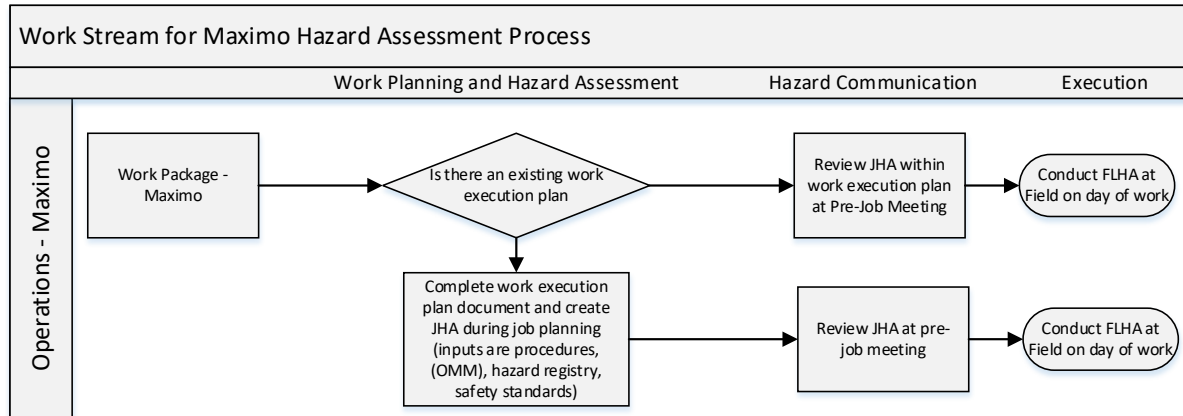 Work Stream for Maximo Hazard Assessment Process
Work Planning and Hazard Assessment
Hazard Communication
Execution
Operations - Maximo
Work Package -
Maximo
Is there an existing work
execution plan
Review JHA within
work execution plan
at Pre-Job Meeting
Conduct FLHA at
Field on day of work
Complete work execution
plan document and create
JHA during job planning
(inputs are procedures,
(OMM), hazard registry,
safety standards)
Review JHA at pre-
job meeting
Conduct FLHA at
Field on day of work